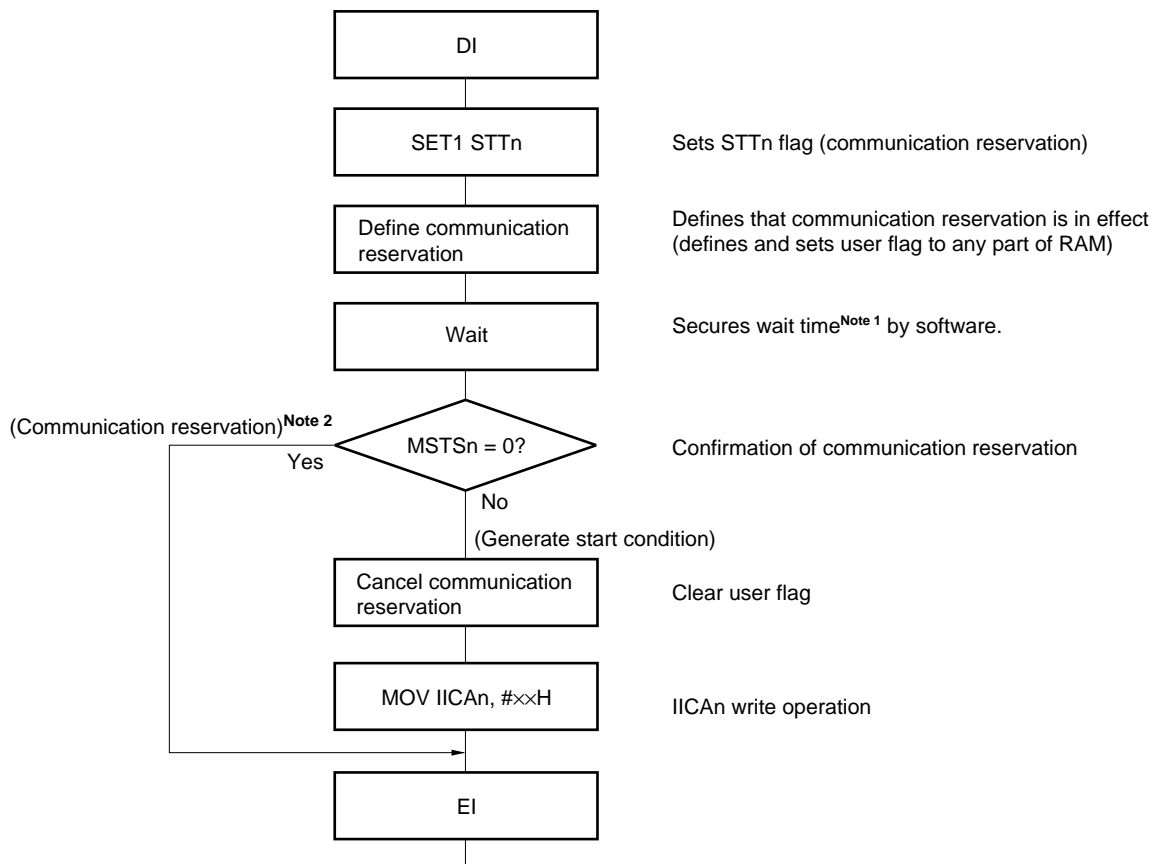 DI
SET1 STTn
Sets STTn flag (communication reservation)
Define communication
reservation
Defines that communication reservation is in effect
(defines and sets user flag to any part of RAM)
Wait
Secures wait timeNote 1 by software.
(Communication reservation)Note 2
Yes
MSTSn = 0?
Confirmation of communication reservation
No
(Generate start condition)
Cancel communication
reservation
Clear user flag
MOV IICAn, #××H
IICAn write operation
EI